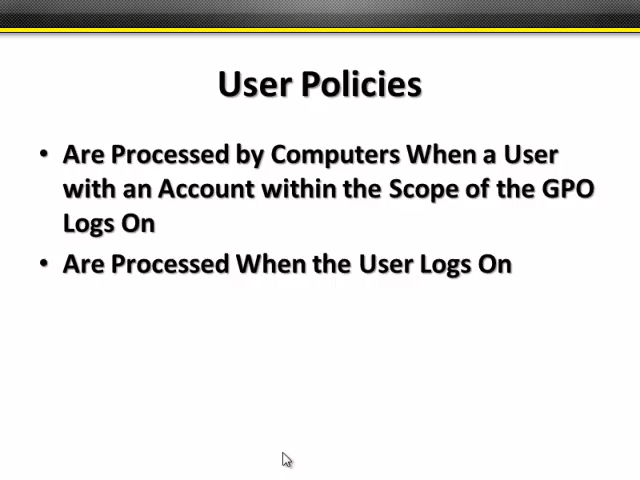 User Policies
• Are Processed by Computers When a User
with an Account within the Scope of the GPO
Logs On
• Are Processed When the User Logs On